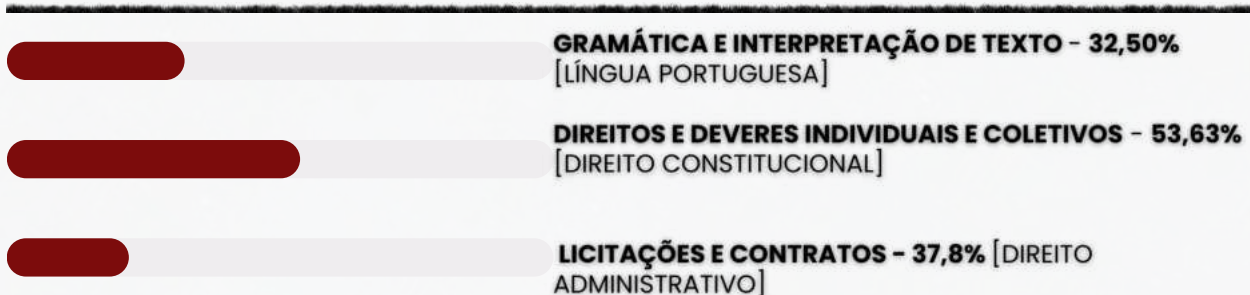 GRAMÁTICA E INTERPRETAÇÃO DE TEXTO - 32,50%
[LÍNGUA PORTUGUESA]
DIREITOS E DEVERES INDIVIDUAIS E COLETIVOS - 53,63%
[DIREITO CONSTITUCIONAL]
LICITAÇÕES E CONTRATOS - 37,8% [DIREITO
ADMINISTRATIVO]